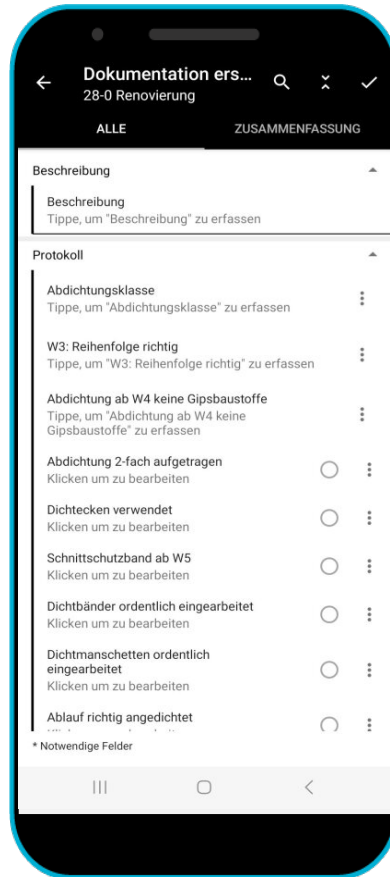 Dokumentation ers...
28-0 Renovierung
ALLE
ZUSAMMENFASSUNG
Beschreibung
Beschreibung
Tippe, um "Beschreibung" zu erfassen
Protokoll
Abdichtungsklasse
Tippe, um "Abdichtungsklasse" zu erfassen
W3: Reihenfolge richtig
Tippe, um "W3: Reihenfolge richtig" zu erfassen
Abdichtung ab W4 keine Gipsbaustoffe
Tippe, um "Abdichtung ab W4 keine
Gipsbaustoffe" zu erfassen
Abdichtung 2-fach aufgetragen
Klicken um zu bearbeiten
Dichtecken verwendet
Klicken um zu bearbeiten
Schnittschutzband ab W5
Klicken um zu bearbeiten
Dichtbänder ordentlich eingearbeitet
Klicken um zu bearbeiten
Dichtmanschetten ordentlich
eingearbeitet
Klicken um zu bearbeiten
Ablauf richtig angedichtet
* Notwendige Felder